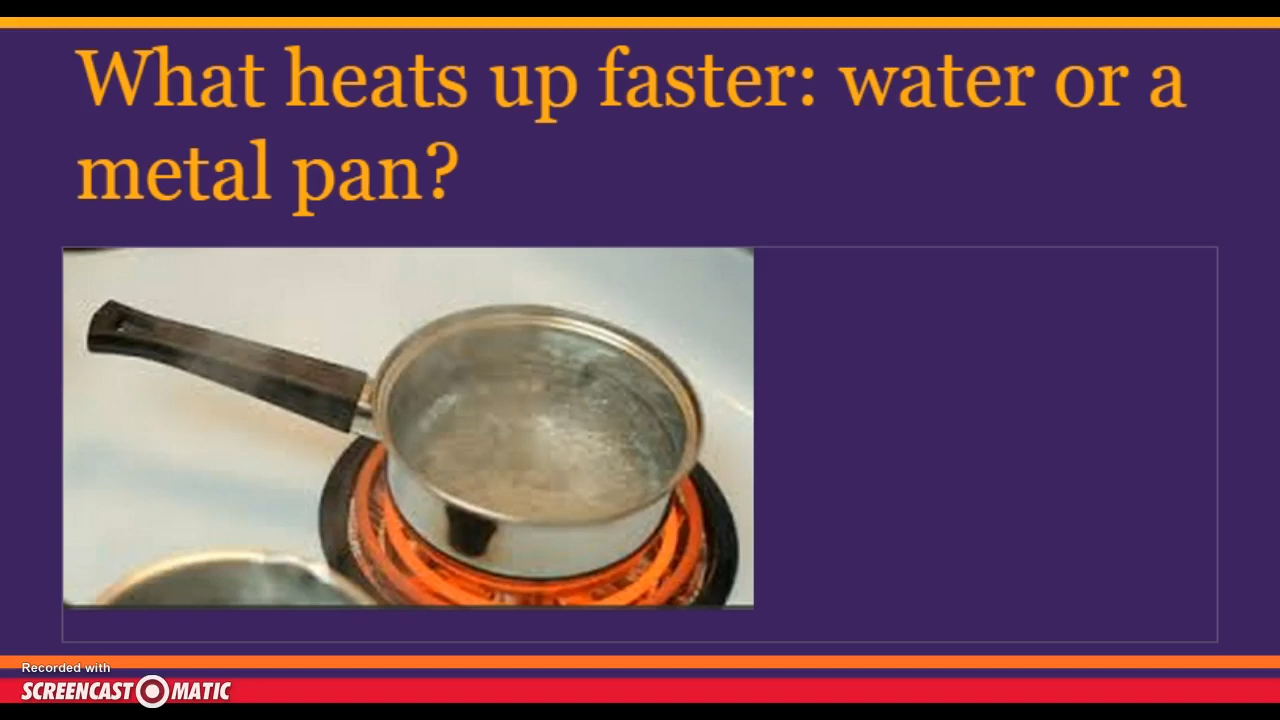 What heats up faster: water or a
metal pan?
Recorded with
SCREENCAST MATIC